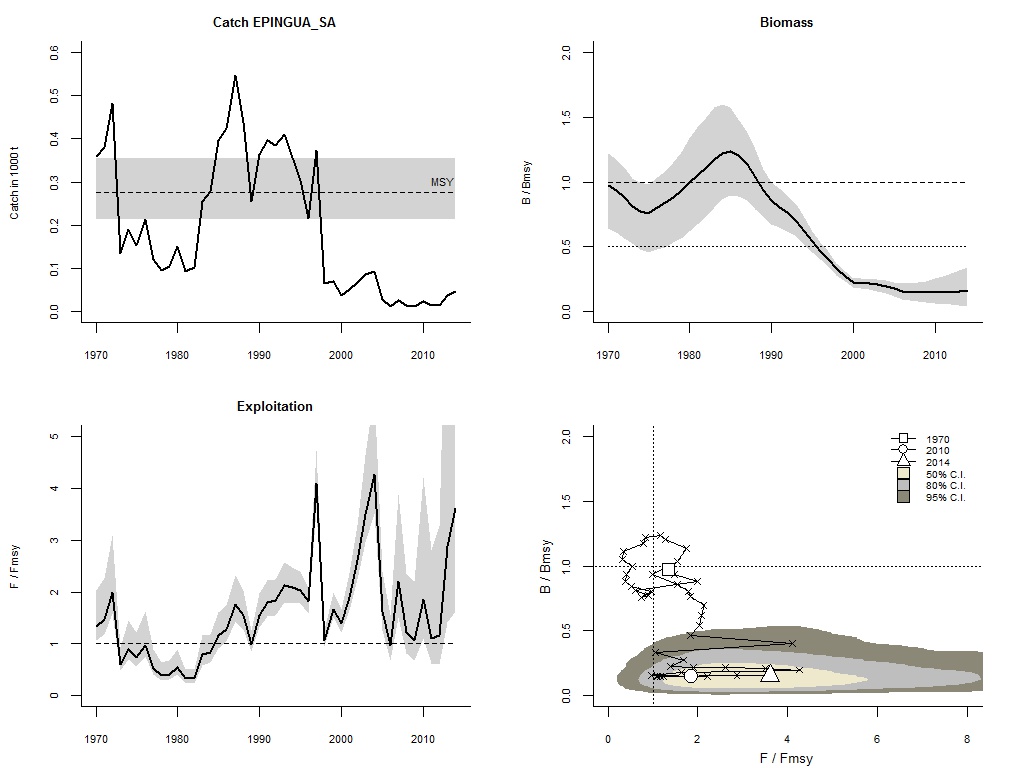 Catch EPINGUA_SA
Catch in 1000 t
0.6
0.5
0.4
0.3
0.2
0.1
0.0
MSY
1970 1980 1990 2000 2010
Biomass
B / Bmsy
2.0
1.5
1.0
0.5
0.0
1970 1980 1990 2000 2010
Exploitation
F / Fmsy
5
4
3
2
1
0
1970 1980 1990 2000 2010
B / Bmsy
2.0
1.5
1.0
0.5
0.0
1970
2010
2014
50% C.I.
80% C.I.
95% C.I.
0 2 4 6 8
F / Fmsy